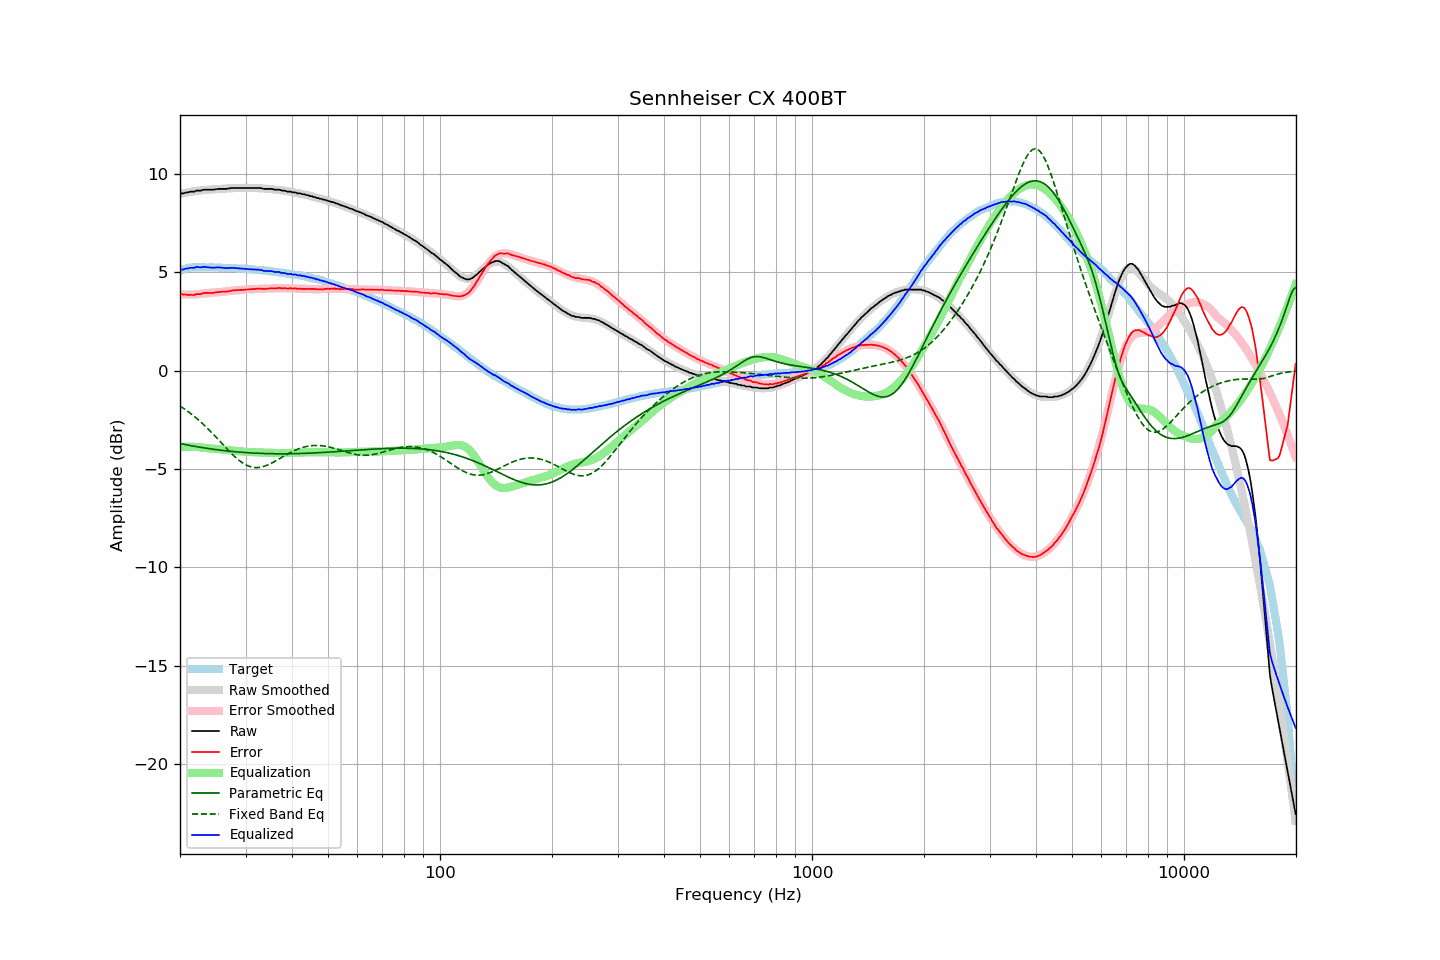 Sennheiser CX 400BT
Amplitude (dBr)
10
5
0
−5
−10
−15
−20
Target
Raw Smoothed
Error Smoothed
Raw
Error
Equalization
Parametric Eq
Fixed Band Eq
Equalized
100
1000
10000
Frequency (Hz)